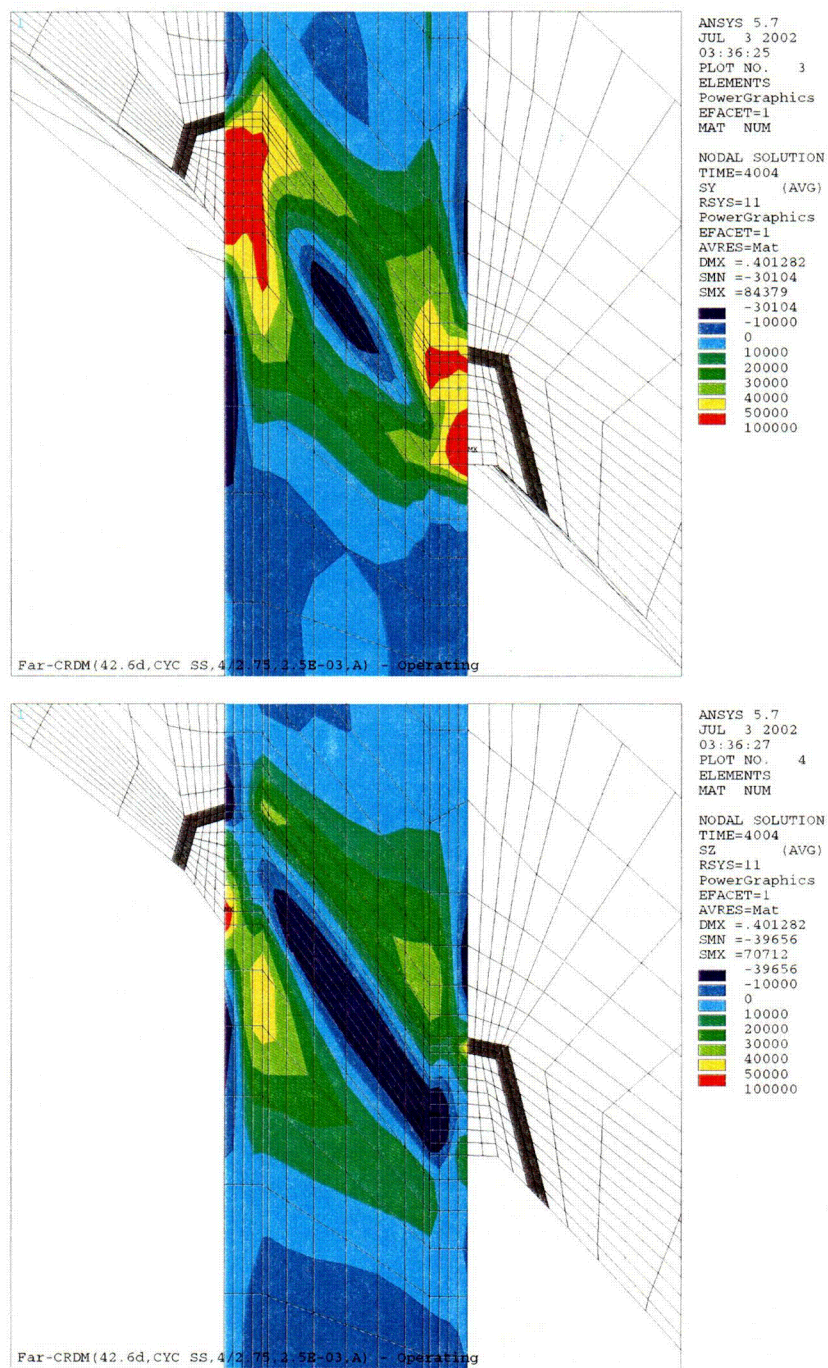 1
ANSYS 5.7
JUL 3 2002
03:36:25
PLOT NO. 3
ELEMENTS
PowerGraphics
EFACET=1
MAT NUM
NODAL SOLUTION
TIME=4004
SY (AVG)
RSYS=11
PowerGraphics
EFACET=1
AVRES=Mat
DMX =.401282
SMN =-30104
SMX =84379
-30104
-10000
0
10000
20000
30000
40000
50000
100000
MX
Far-CRDM(42.6d,CYC SS,4/2.75,2.5E-03,A) - Operating
1
ANSYS 5.7
JUL 3 2002
03:36:27
PLOT NO. 4
ELEMENTS
MAT NUM
NODAL SOLUTION
TIME=4004
SZ (AVG)
RSYS=11
PowerGraphics
EFACET=1
AVRES=Mat
DMX =.401282
SMN =-39656
SMX =70712
-39656
-10000
0
10000
20000
30000
40000
50000
100000
Far-CRDM(42.6d,CYC SS,4/2.75,2.5E-03,A) - Operating